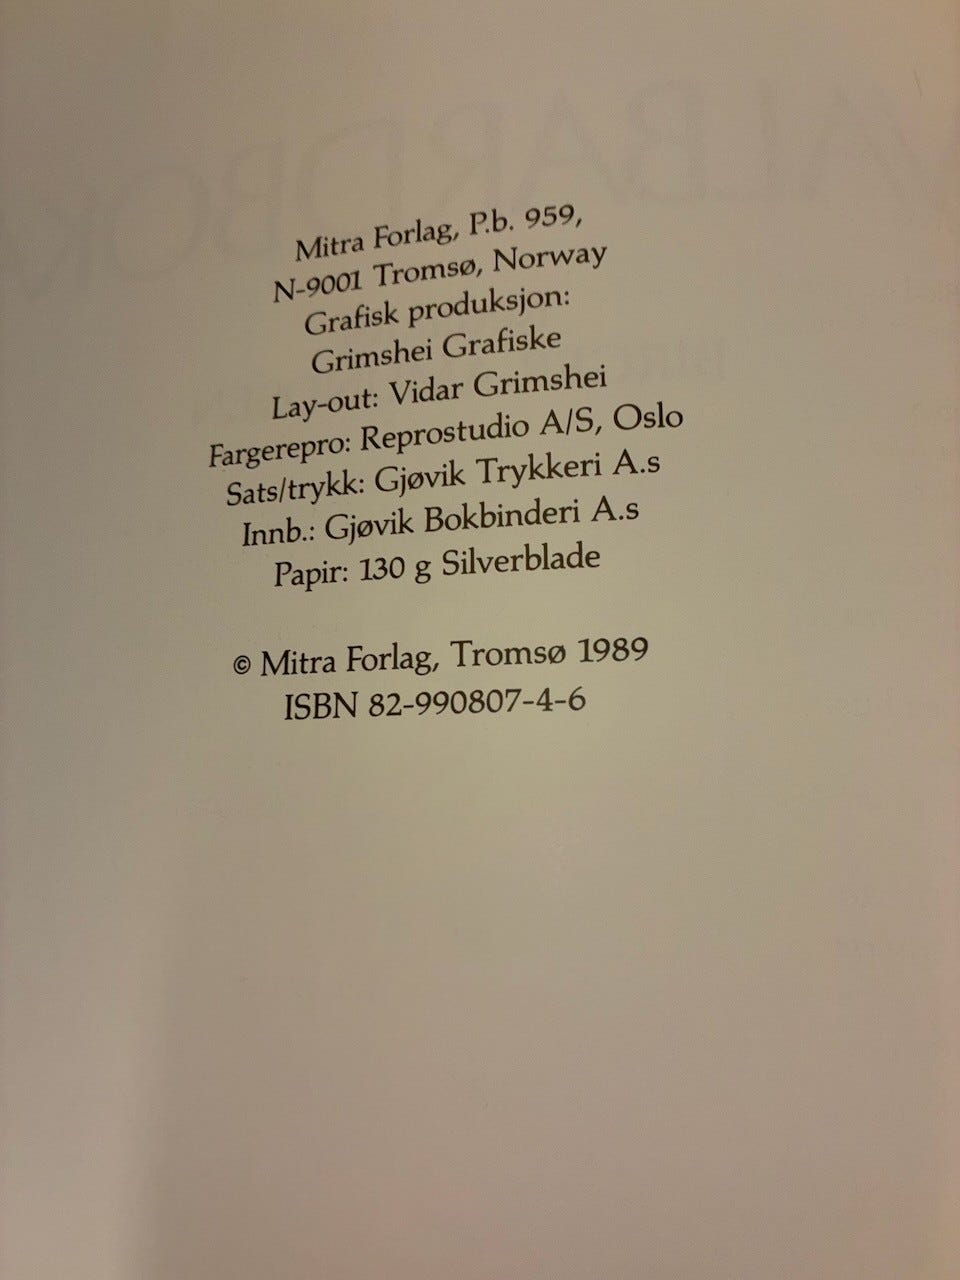 Mitra Forlag, P.b. 959,
N-9001 Tromsø, Norway
Grafisk produksjon:
Grimshei Grafiske
Lay-out: Vidar Grimshei
Fargerepro: Reprostudio A/S, Oslo
Sats/trykk: Gjøvik Trykkeri A.s
Innb.: Gjøvik Bokbinderi A.s
Papir: 130 g Silverblade
© Mitra Forlag, Tromsø 1989
ISBN 82-990807-4-6